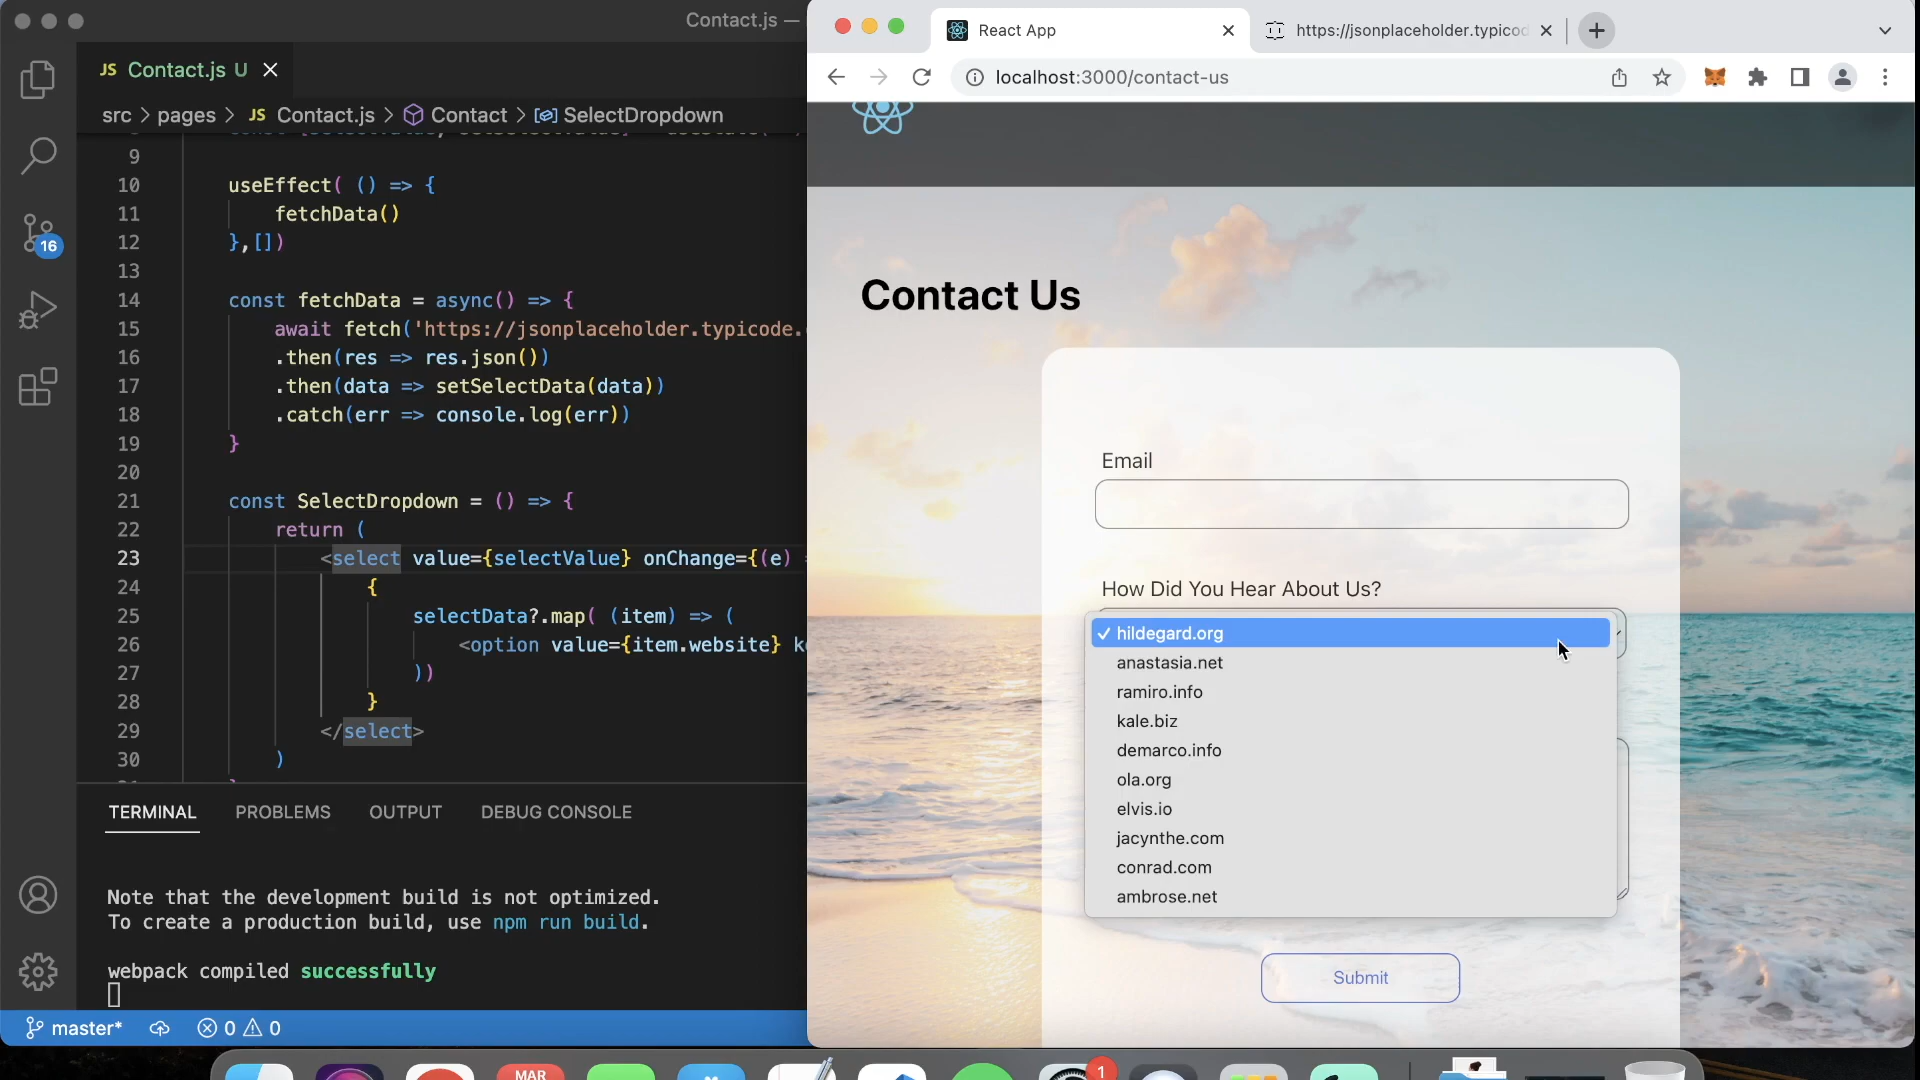 Contact.js —
JS Contact.js U
src > pages > JS Contact.js > Contact > SelectDropdown
9
10 useEffect( () => {
11 fetchData()
12 },[])
13
14 const fetchData = async() => {
15 await fetch('https://jsonplaceholder.typicode.
16 .then(res => res.json())
17 .then(data => setSelectData(data))
18 .catch(err => console.log(err))
19 }
20
21 const SelectDropdown = () => {
22 return (
23 <select value={selectValue} onChange={(e)
24 {
25 selectData?.map( (item) => (
26 <option value={item.website} k
27 ))
28 }
29 </select>
30 )
16
TERMINAL PROBLEMS OUTPUT DEBUG CONSOLE
Note that the development build is not optimized.
To create a production build, use npm run build.
webpack compiled successfully
master* 0 0
React App
https://jsonplaceholder.typicod
localhost:3000/contact-us
Contact Us
Email
How Did You Hear About Us?
✓ hildegard.org
anastasia.net
ramiro.info
kale.biz
demarco.info
ola.org
elvis.io
jacynthe.com
conrad.com
ambrose.net
Submit
MAR
1